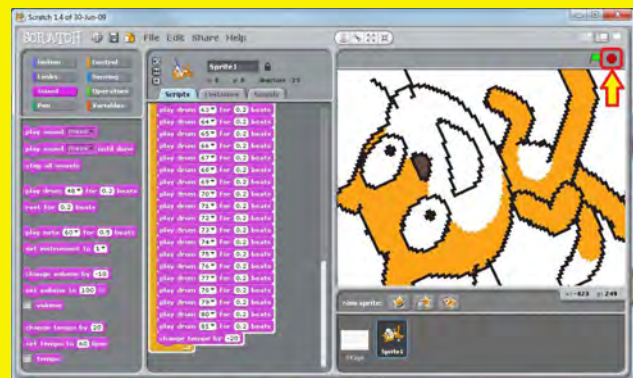 Scratch 1.4 of 30-Jun-09
SCRATCH File Edit Share Help
Motion Control
Looks Sensing
Sound Operators
Pen Variables
Sprite1
Scripts Costumes Sounds
play sound
play sound until done
stop all sounds
play drum 48 for 0.2 beats
rest for 0.2 beats
play note 60 for 0.5 beats
set instrument to 1
change volume by -10
set volume to 100 %
volume
change tempo by 20
set tempo to 60 bpm
tempo
play drum 63 for 0.2 beats
play drum 64 for 0.2 beats
play drum 65 for 0.2 beats
play drum 66 for 0.2 beats
play drum 67 for 0.2 beats
play drum 68 for 0.2 beats
play drum 69 for 0.2 beats
play drum 70 for 0.2 beats
play drum 71 for 0.2 beats
play drum 72 for 0.2 beats
play drum 73 for 0.2 beats
play drum 74 for 0.2 beats
play drum 75 for 0.2 beats
play drum 76 for 0.2 beats
play drum 77 for 0.2 beats
play drum 78 for 0.2 beats
play drum 79 for 0.2 beats
play drum 80 for 0.2 beats
play drum 81 for 0.2 beats
change tempo by -20
New sprite:
x: -423 y: 249
Stage
Sprite1